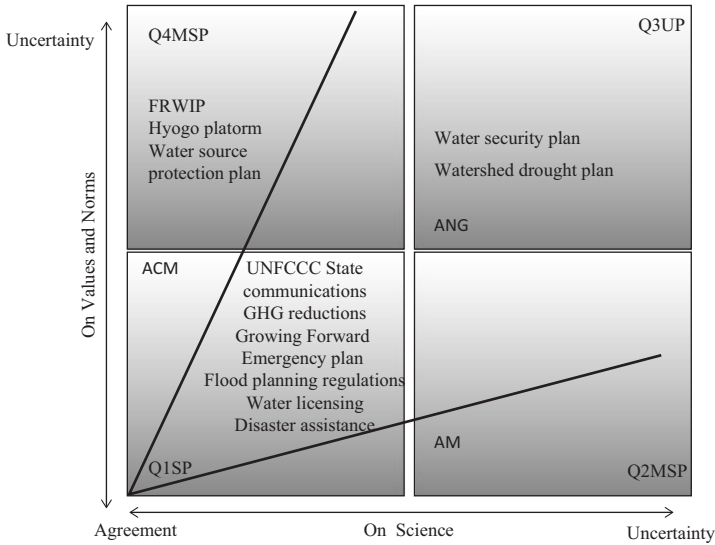 Uncertainty
On Values and Norms
Q4MSP
FRWIP
Hyogo platorm
Water source
protection plan
Q3UP
Water security plan
Watershed drought plan
ANG
ACM
UNFCCC State
communications
GHG reductions
Growing Forward
Emergency plan
Flood planning regulations
Water licensing
Disaster assistance
Q1SP
AM
Q2MSP
Agreement
On Science
Uncertainty